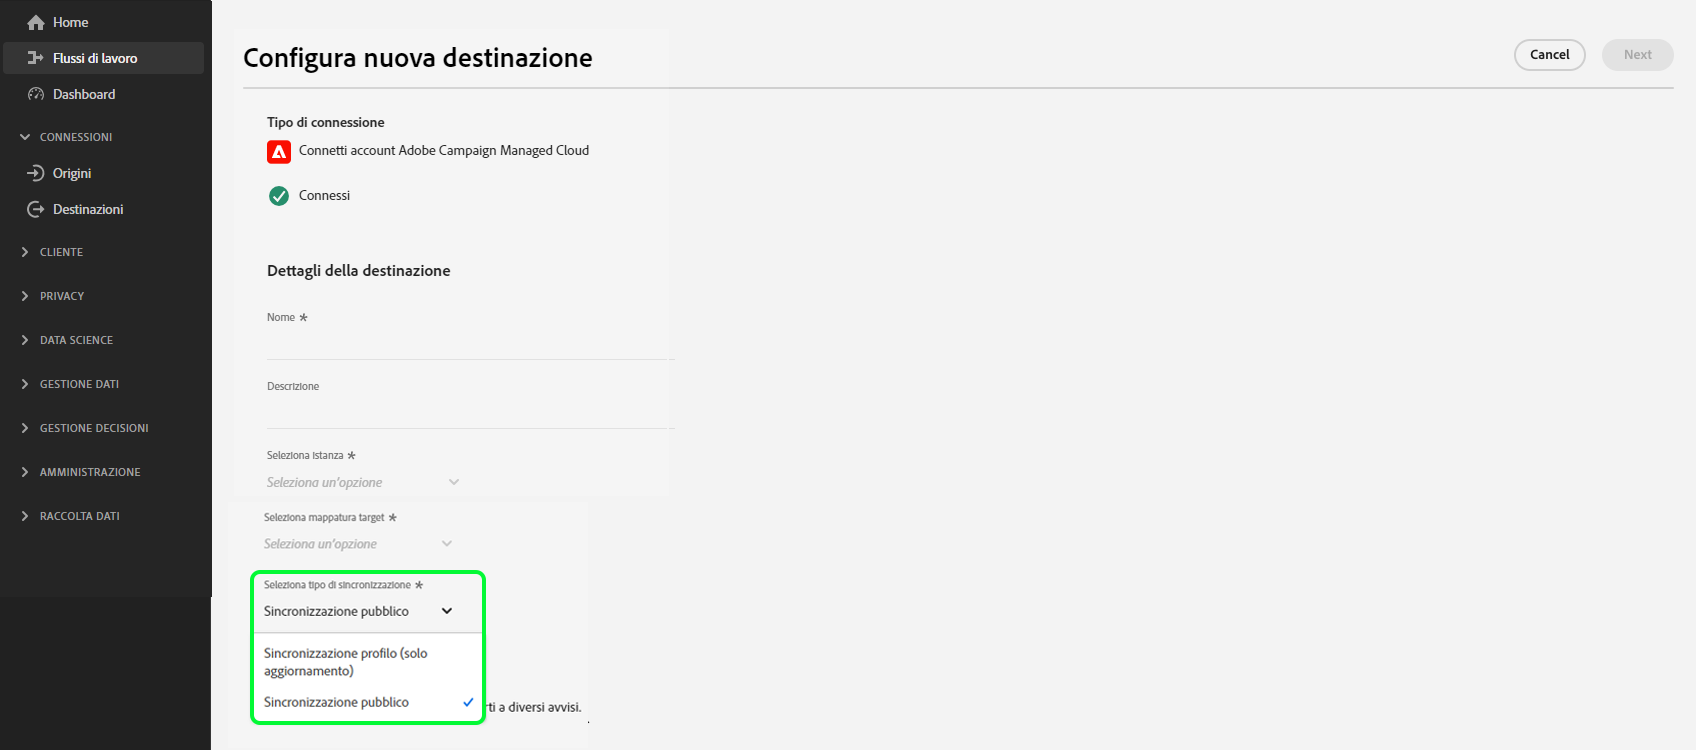 Home
Flussi di lavoro
Dashboard
CONNESSIONI
Origini
Destinazioni
CLIENTE
PRIVACY
DATA SCIENCE
GESTIONE DATI
GESTIONE DECISIONI
AMMINISTRAZIONE
RACCOLTA DATI
Configura nuova destinazione
Cancel
Next
Tipo di connessione
Connetti account Adobe Campaign Managed Cloud
Connessi
Dettagli della destinazione
Nome *
Descrizione
Seleziona istanza *
Seleziona un'opzione
Seleziona mappatura target *
Seleziona un'opzione
Seleziona tipo di sincronizzazione *
Sincronizzazione pubblico
Sincronizzazione profilo (solo
aggiornamento)
Sincronizzazione pubblico
a diversi avvisi.